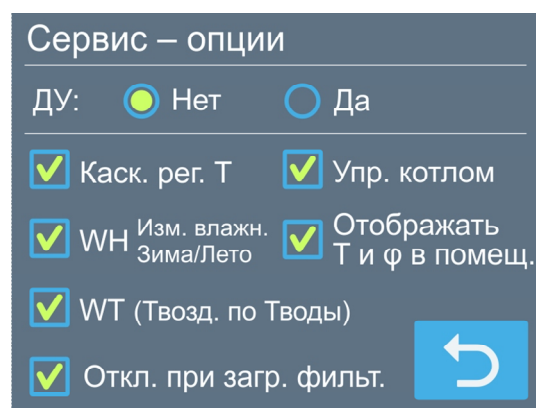 Сервис – опции
ДУ: Нет Да
Каск. рег. Т Упр. котлом
WH Изм. влажн. Зима/Лето
Отображать Т и φ в помещ.
WT (Твозд. по Тводы)
Откл. при загр. фильт.